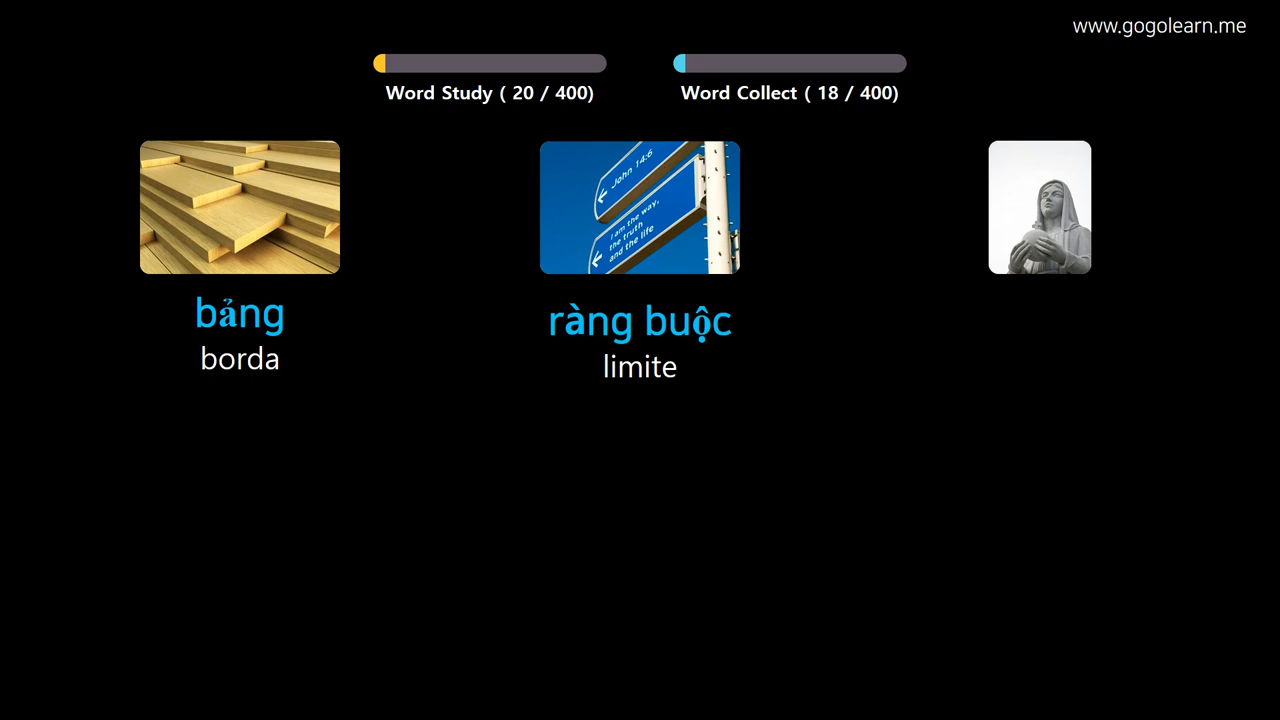 www.gogolearn.me
Word Study ( 20 / 400)
Word Collect ( 18 / 400)
John 14:6
I am the way,
the truth
and the life
bảng
borda
ràng buộc
limite